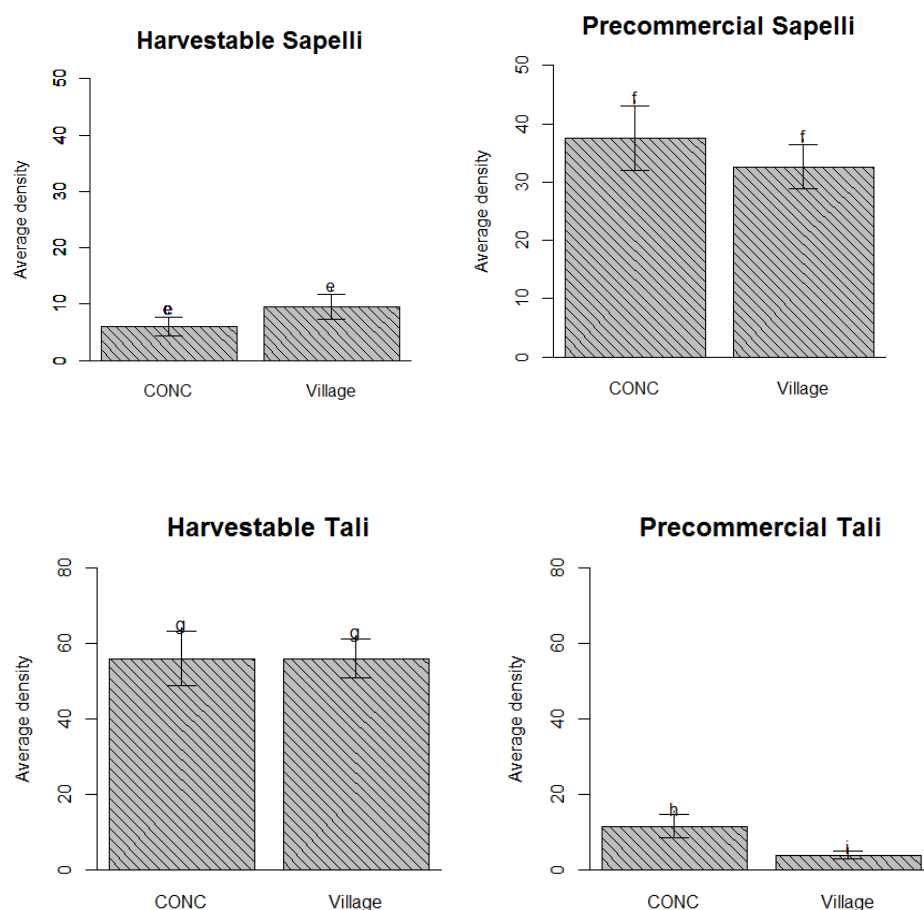 Harvestable Sapelli
Average density
50
40
30
20
10
0
e
e
CONC
Village
Precommercial Sapelli
Average density
50
40
30
20
10
0
f
f
CONC
Village
Harvestable Tali
Average density
80
60
40
20
0
g
g
CONC
Village
Precommercial Tali
Average density
80
60
40
20
0
h
i
CONC
Village